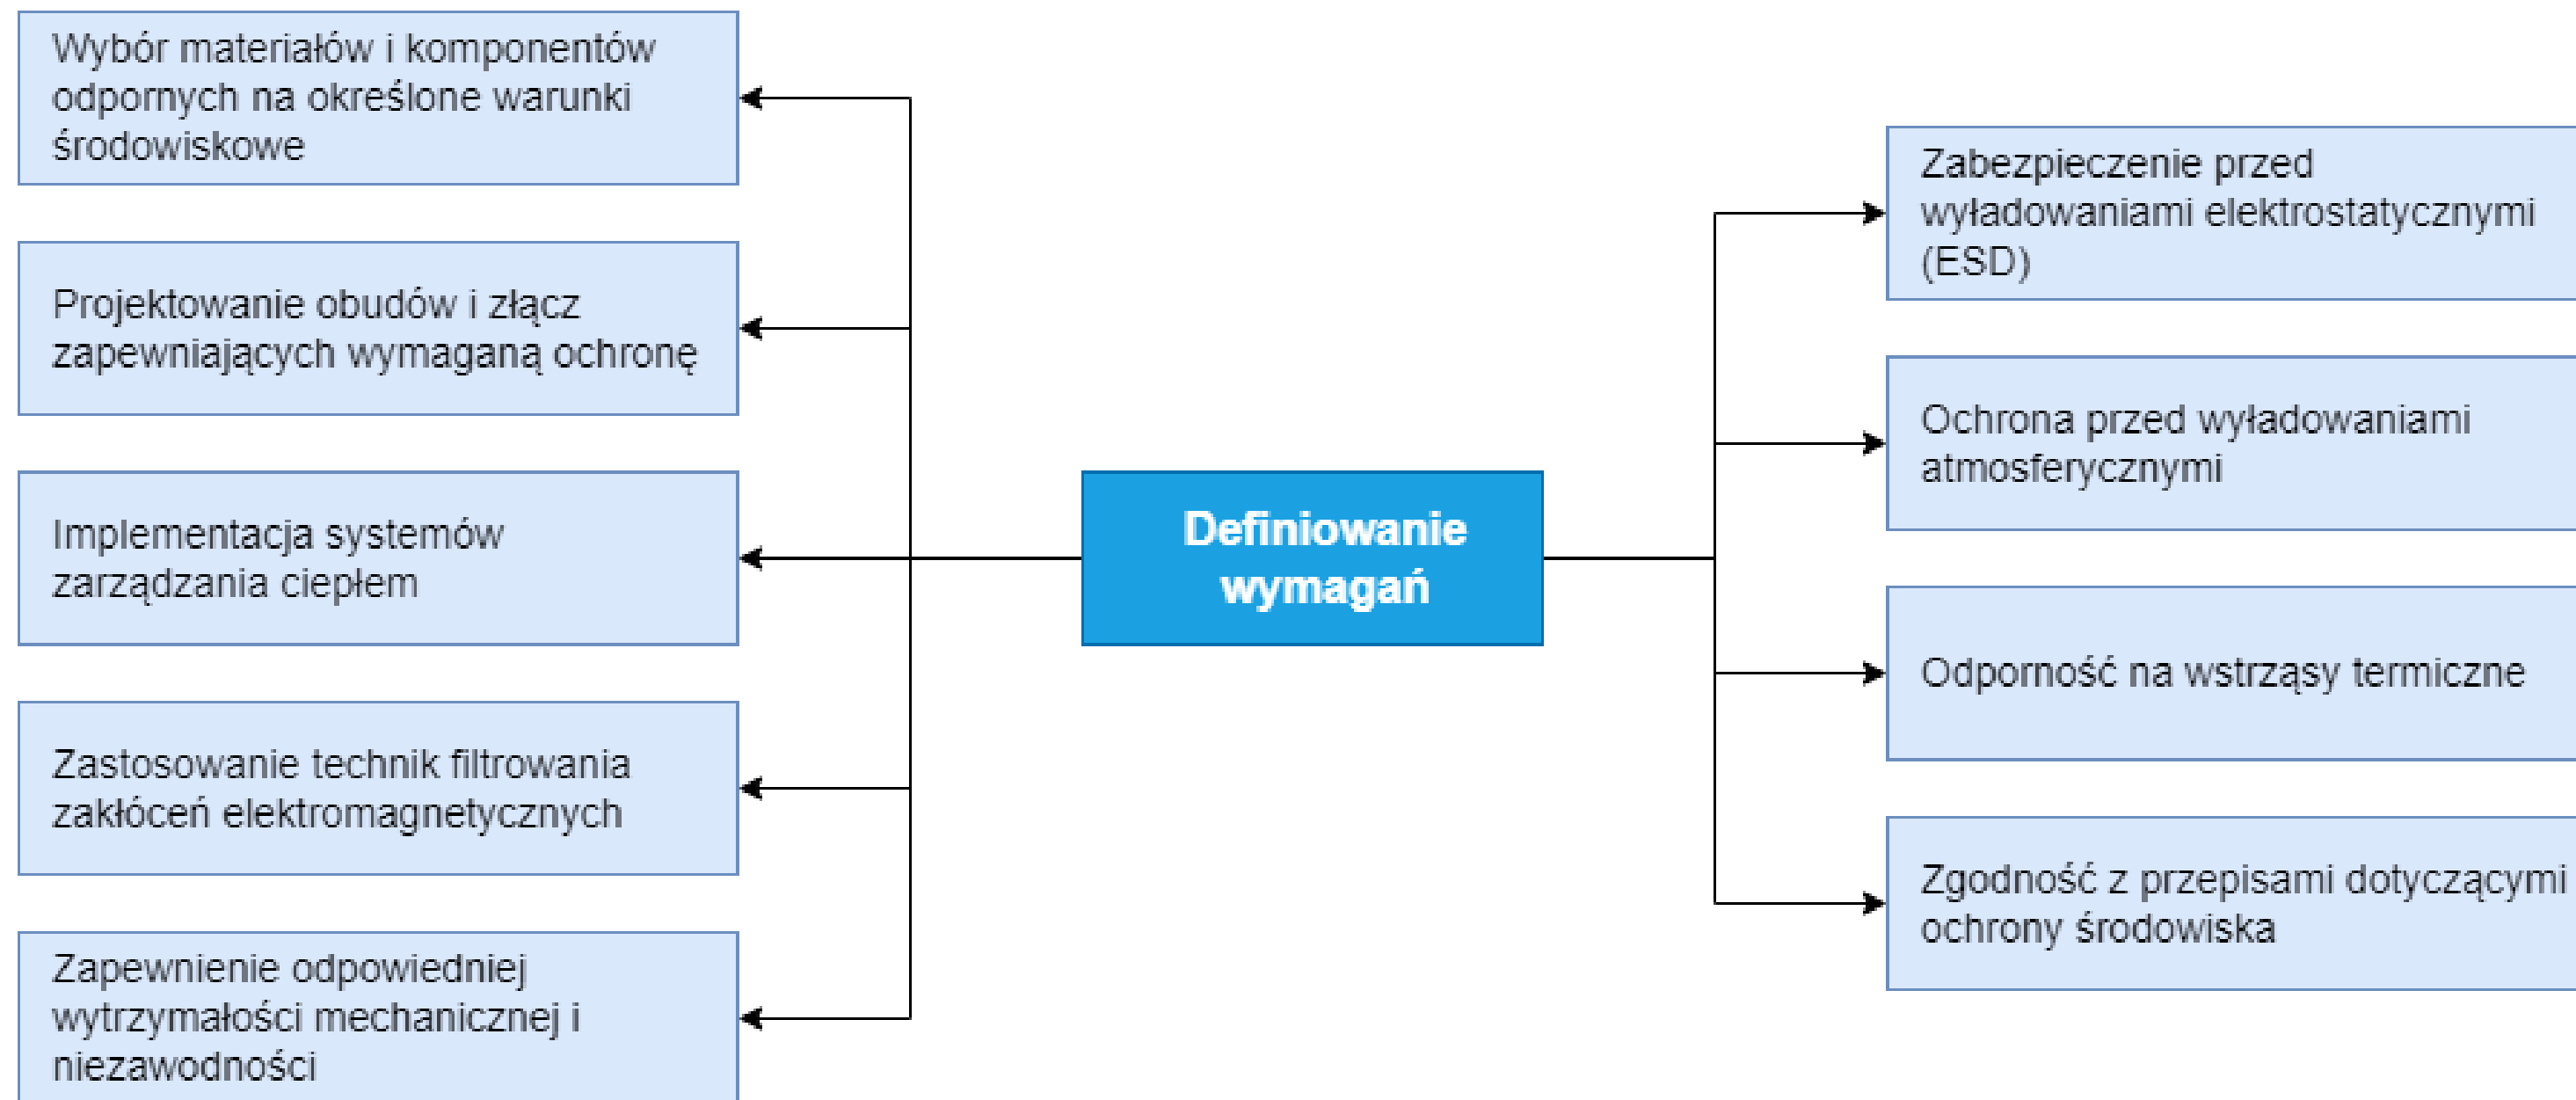 Wybór materiałów i komponentów
odpornych na określone warunki
środowiskowe
Projektowanie obudów i złącz
zapewniających wymaganą ochronę
Implementacja systemów
zarządzania ciepłem
Zastosowanie technik filtrowania
zakłóceń elektromagnetycznych
Zapewnienie odpowiedniej
wytrzymałości mechanicznej i
niezawodności
Definiowanie
wymagań
Zabezpieczenie przed
wyładowaniami elektrostatycznymi
(ESD)
Ochrona przed wyładowaniami
atmosferycznymi
Odporność na wstrząsy termiczne
Zgodność z przepisami dotyczącymi
ochrony środowiska